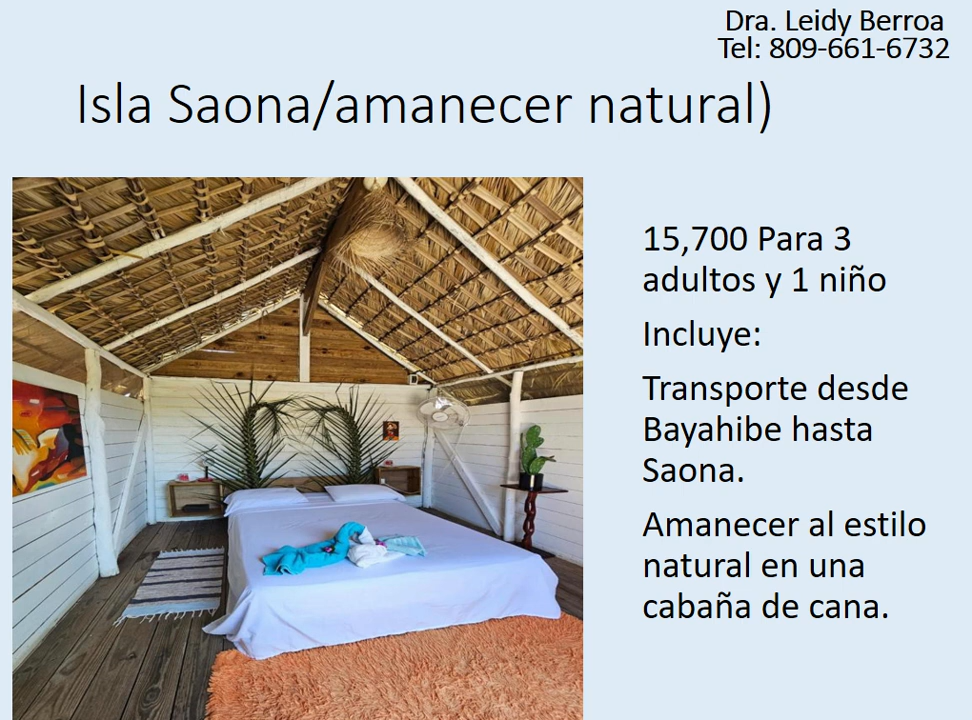 Dra. Leidy Berroa
Tel: 809-661-6732
Isla Saona/amanecer natural)
15,700 Para 3
adultos y 1 niño
Incluye:
Transporte desde
Bayahibe hasta
Saona.
Amanecer al estilo
natural en una
cabaña de cana.